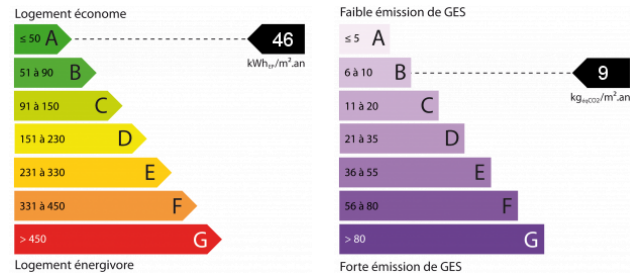 Logement économe
≤ 50 A
46
kWhEP/m².an
51 à 90 B
91 à 150 C
151 à 230 D
231 à 330 E
331 à 450 F
> 450 G
Logement énergivore
Faible émission de GES
≤ 5 A
6 à 10 B
9
kgeqCO2/m².an
11 à 20 C
21 à 35 D
36 à 55 E
56 à 80 F
> 80 G
Forte émission de GES